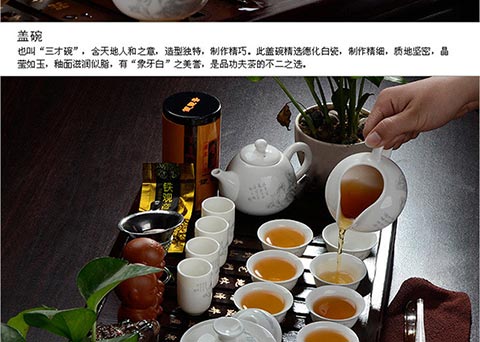 盖碗
也叫“三才碗”，含天地人和之意，造型独特，制作精巧。此盖碗精选德化白瓷，制作精细，质地坚密，晶
莹如玉，釉面滋润似脂，有“象牙白”之美誉，是品功夫茶的不二之选。
铁观